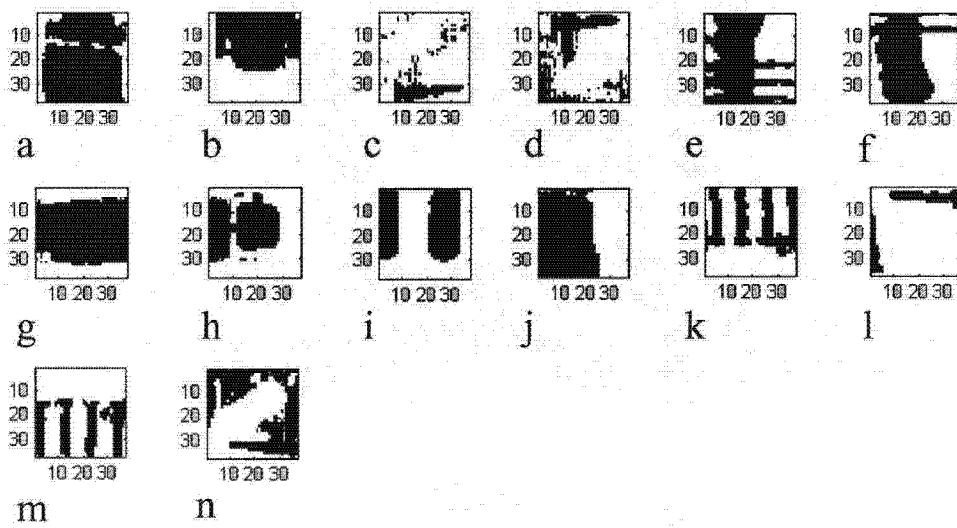 10 10 10 10 10 10
20 20 20 20 20 20
30 30 30 30 30 30
10 20 30 10 20 30 10 20 30 10 20 30 10 20 30 10 20 30
a b c d e f
10 10 10 10 10 10
20 20 20 20 20 20
30 30 30 30 30 30
10 20 30 10 20 30 10 20 30 10 20 30 10 20 30 10 20 30
g h i j k l
10 10
20 20
30 30
10 20 30 10 20 30
m n